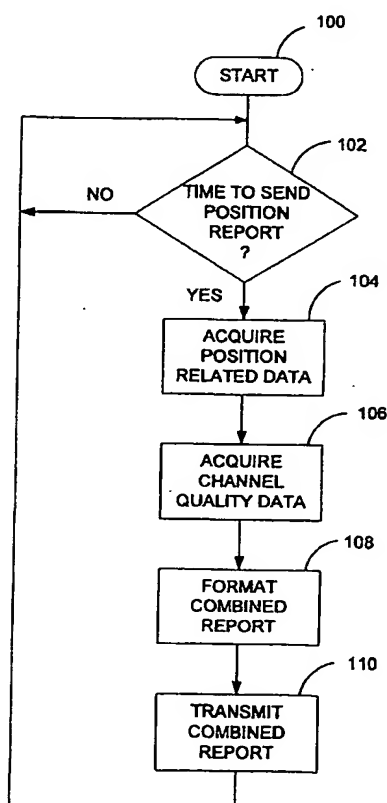 100
START
102
TIME TO SEND
POSITION
REPORT
?
NO
YES
104
ACQUIRE
POSITION
RELATED DATA
106
ACQUIRE
CHANNEL
QUALITY DATA
108
FORMAT
COMBINED
REPORT
110
TRANSMIT
COMBINED
REPORT